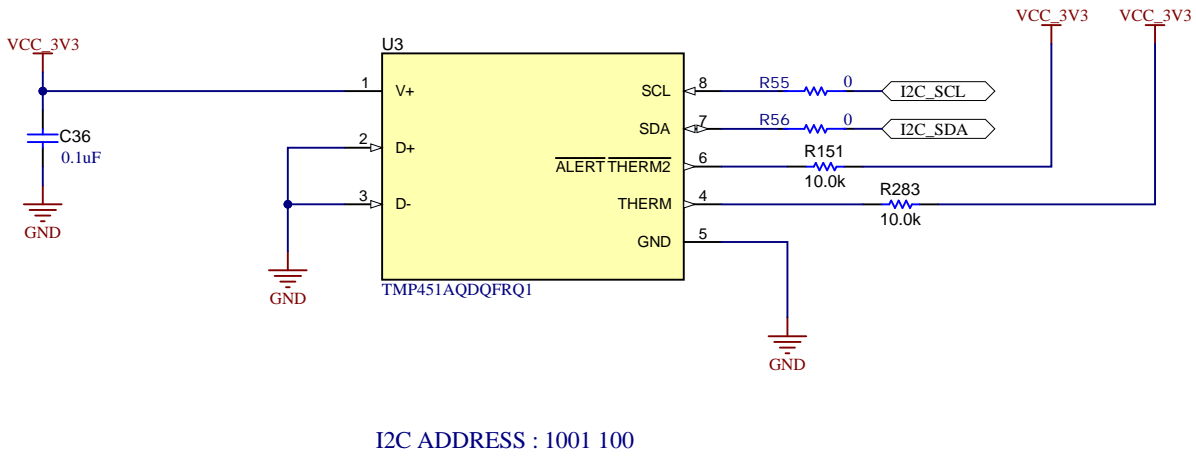 VCC_3V3 VCC_3V3
VCC_3V3
U3
1 V+ SCL 8 R55 0 I2C_SCL
C36
0.1uF
SDA 7 R56 0 I2C_SDA
2 D+ ALERT THERM2 6 R151
10.0k
3 D- THERM 4 R283
10.0k
GND
GND 5
GND
TMP451AQDQFRQ1
GND
I2C ADDRESS : 1001 100